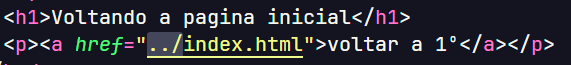 <h1>Voltando a pagina inicial</h1>
<p><a href="../index.html">voltar a 1°</a></p>